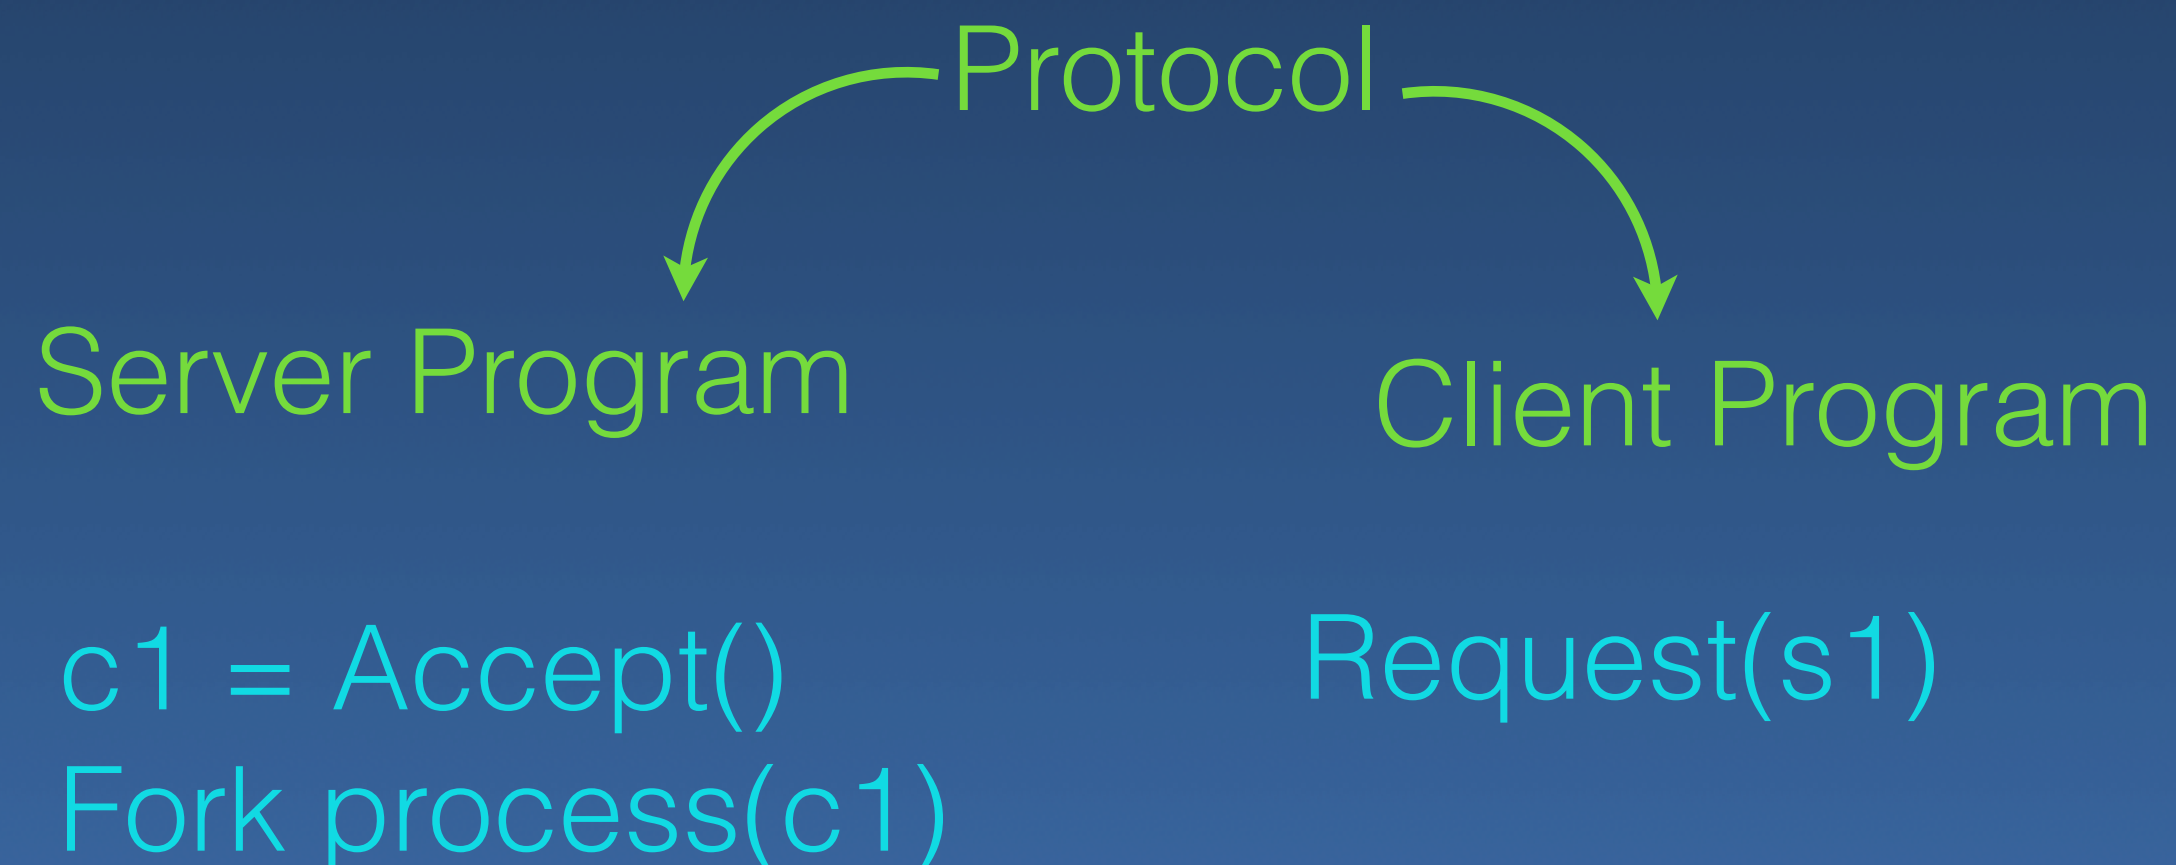 Protocol
Server Program
Client Program
c1 = Accept()
Request(s1)
Fork process(c1)